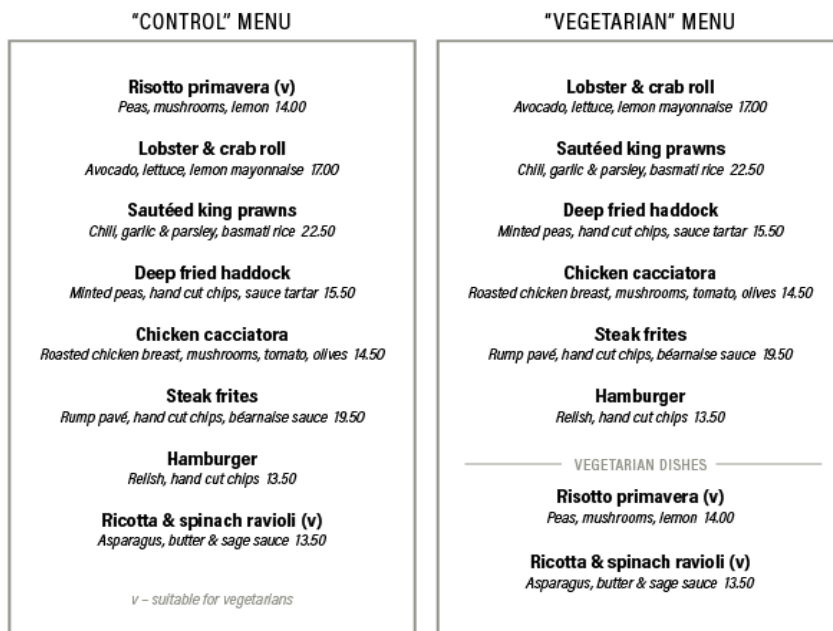 "CONTROL" MENU
Risotto primavera (v)
Peas, mushrooms, lemon 14.00
Lobster & crab roll
Avocado, lettuce, lemon mayonnaise 17.00
Sautéed king prawns
Chili, garlic & parsley, basmati rice 22.50
Deep fried haddock
Minted peas, hand cut chips, sauce tartar 15.50
Chicken cacciatora
Roasted chicken breast, mushrooms, tomato, olives 14.50
Steak frites
Rump pavé, hand cut chips, béarnaise sauce 19.50
Hamburger
Relish, hand cut chips 13.50
Ricotta & spinach ravioli (v)
Asparagus, butter & sage sauce 13.50
v – suitable for vegetarians
"VEGETARIAN" MENU
Lobster & crab roll
Avocado, lettuce, lemon mayonnaise 17.00
Sautéed king prawns
Chili, garlic & parsley, basmati rice 22.50
Deep fried haddock
Minted peas, hand cut chips, sauce tartar 15.50
Chicken cacciatora
Roasted chicken breast, mushrooms, tomato, olives 14.50
Steak frites
Rump pavé, hand cut chips, béarnaise sauce 19.50
Hamburger
Relish, hand cut chips 13.50
VEGETARIAN DISHES
Risotto primavera (v)
Peas, mushrooms, lemon 14.00
Ricotta & spinach ravioli (v)
Asparagus, butter & sage sauce 13.50